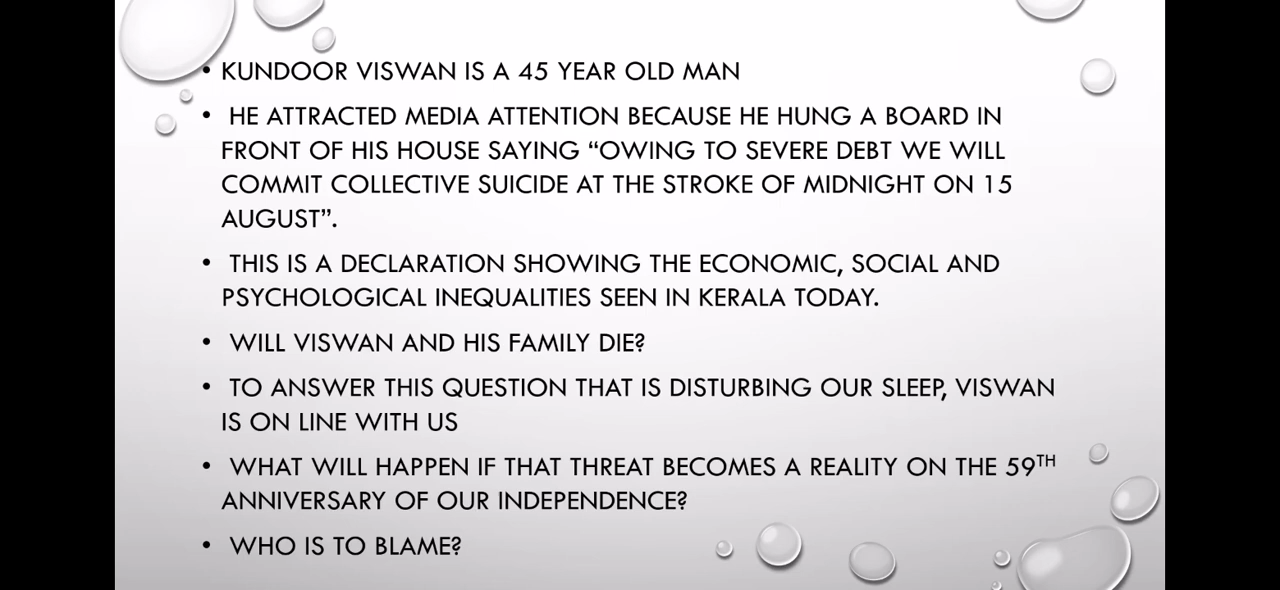 • KUNDOOR VISWAN IS A 45 YEAR OLD MAN
• HE ATTRACTED MEDIA ATTENTION BECAUSE HE HUNG A BOARD IN
FRONT OF HIS HOUSE SAYING “OWING TO SEVERE DEBT WE WILL
COMMIT COLLECTIVE SUICIDE AT THE STROKE OF MIDNIGHT ON 15
AUGUST”.
• THIS IS A DECLARATION SHOWING THE ECONOMIC, SOCIAL AND
PSYCHOLOGICAL INEQUALITIES SEEN IN KERALA TODAY.
• WILL VISWAN AND HIS FAMILY DIE?
• TO ANSWER THIS QUESTION THAT IS DISTURBING OUR SLEEP, VISWAN
IS ON LINE WITH US
• WHAT WILL HAPPEN IF THAT THREAT BECOMES A REALITY ON THE 59TH
ANNIVERSARY OF OUR INDEPENDENCE?
• WHO IS TO BLAME?